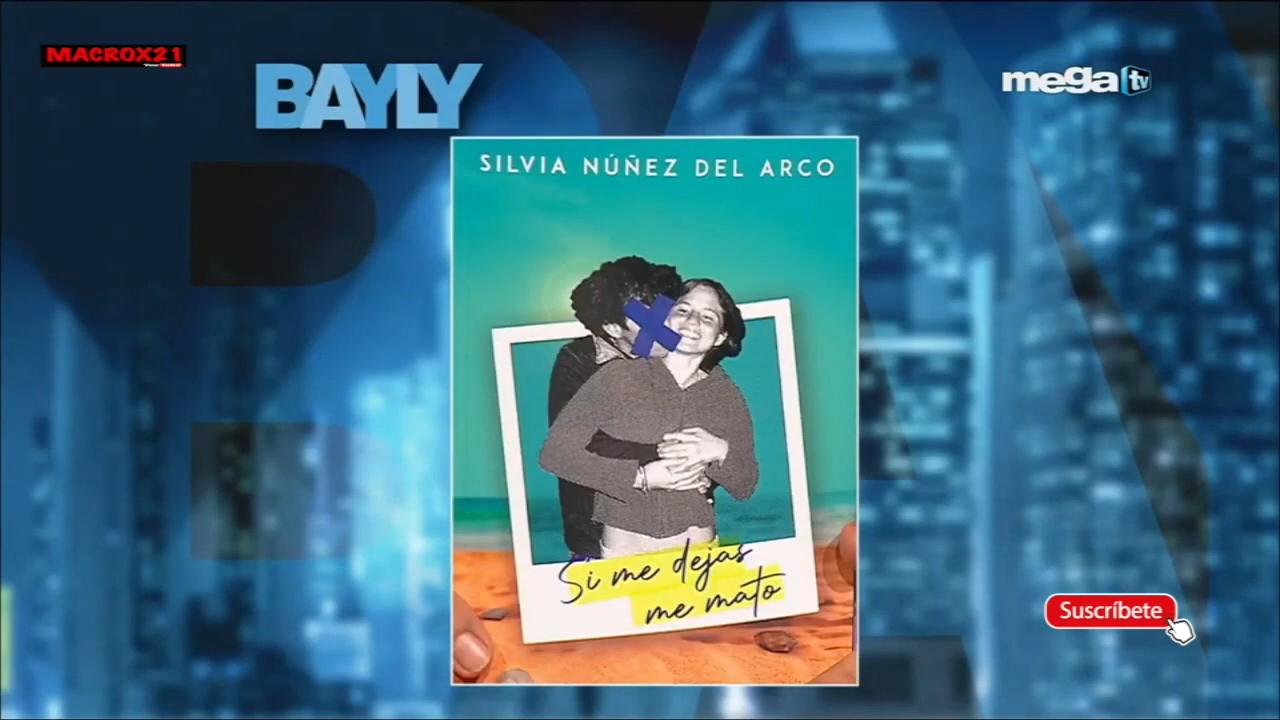 MACROX21
BAYLY
mega tv
SILVIA NÚÑEZ DEL ARCO
Si me dejas
me mato
Suscríbete